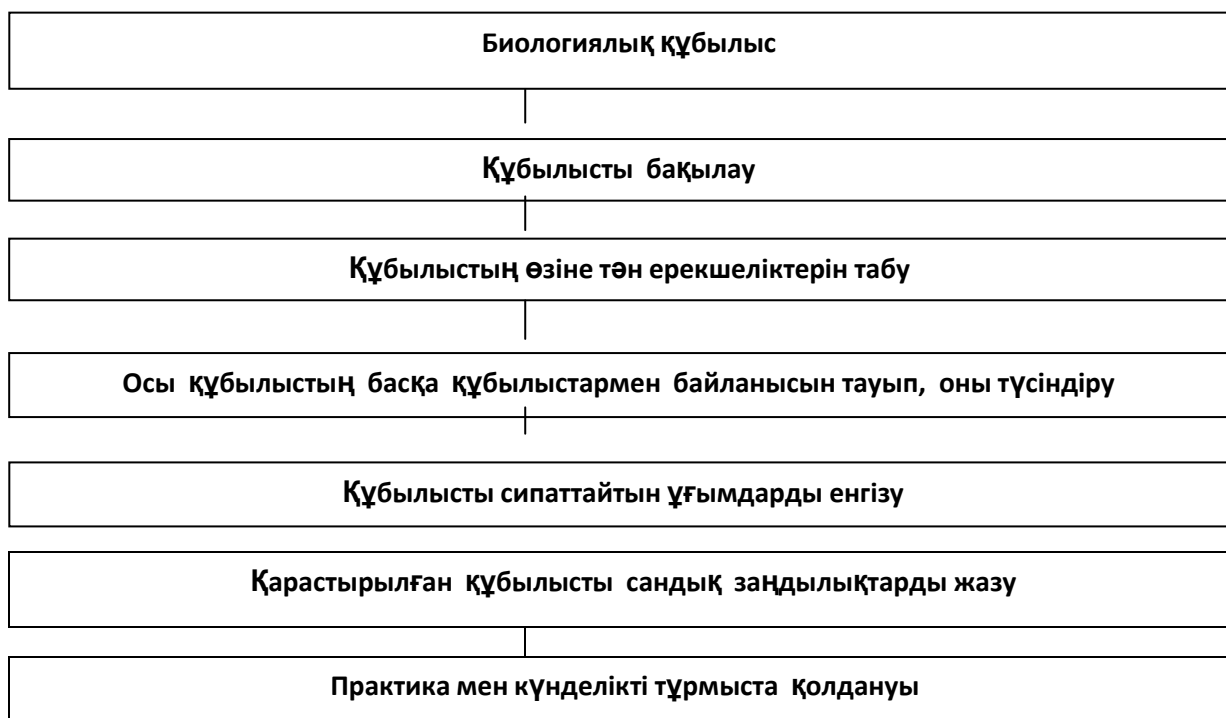 Биологиялық құбылыс
Құбылысты бақылау
Құбылыстың өзіне тән ерекшеліктерін табу
Осы құбылыстың басқа құбылыстармен байланысын тауып, оны түсіндіру
Құбылысты сипаттайтын ұғымдарды енгізу
Қарастырылған құбылысты сандық заңдылықтарды жазу
Практика мен күнделікті тұрмыста қолдануы